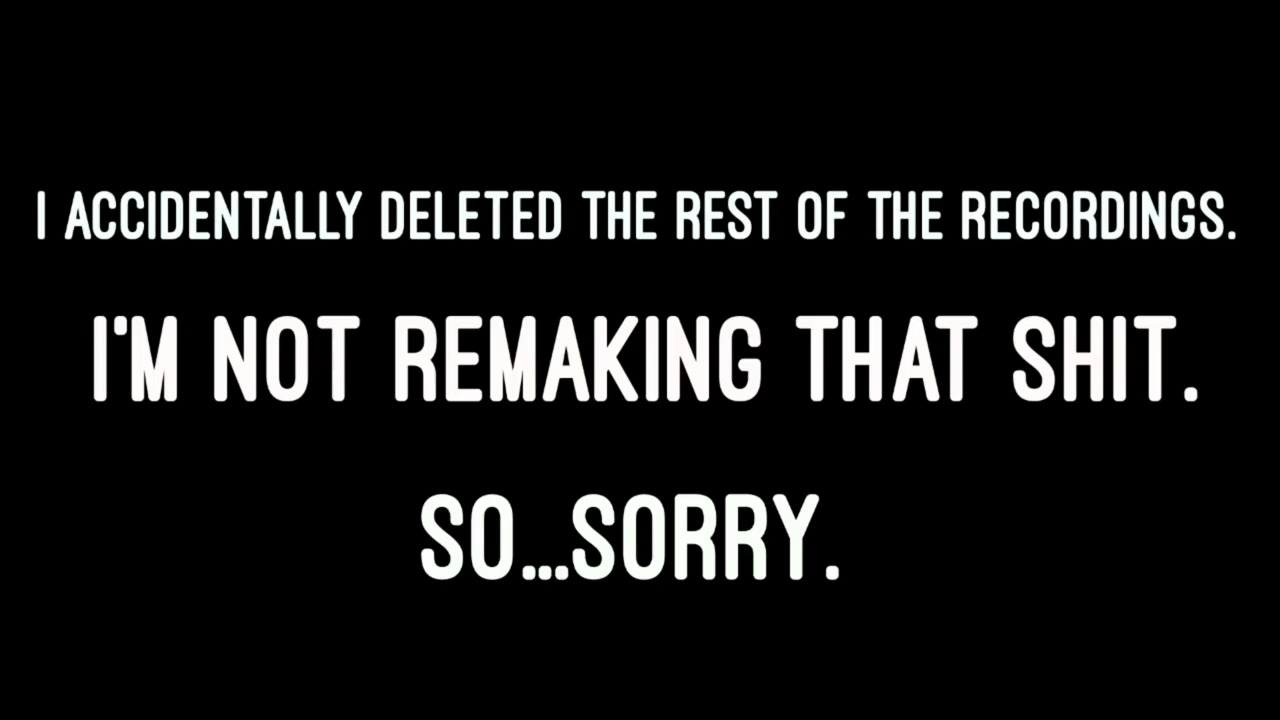 I ACCIDENTALLY DELETED THE REST OF THE RECORDINGS.
I'M NOT REMAKING THAT SHIT.
SO...SORRY.